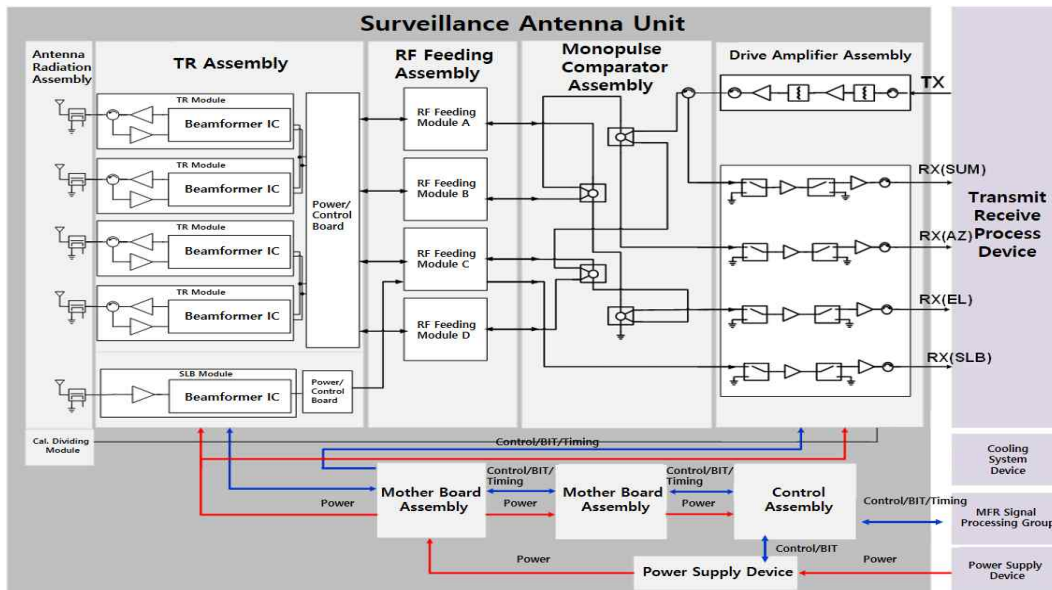 Surveillance Antenna Unit
Antenna
Radiation
Assembly
TR Assembly
RF Feeding
Assembly
Monopulse
Comparator
Assembly
Drive Amplifier Assembly
TX
TR Module
Beamformer IC
TR Module
Beamformer IC
TR Module
Beamformer IC
TR Module
Beamformer IC
Power/
Control
Board
SLB Module
Beamformer IC
Power/
Control
Board
RF Feeding
Module A
RF Feeding
Module B
RF Feeding
Module C
RF Feeding
Module D
RX(SUM)
RX(AZ)
RX(EL)
RX(SLB)
Transmit
Receive
Process
Device
Cal. Dividing
Module
Control/BIT/Timing
Cooling
System
Device
Mother Board
Assembly
Control/BIT/
Timing
Power
Power
Mother Board
Assembly
Control/BIT/
Timing
Power
Control
Assembly
Control/BIT/Timing
MFR Signal
Processing Group
Control/BIT
Power
Power Supply Device
Power
Power Supply
Device